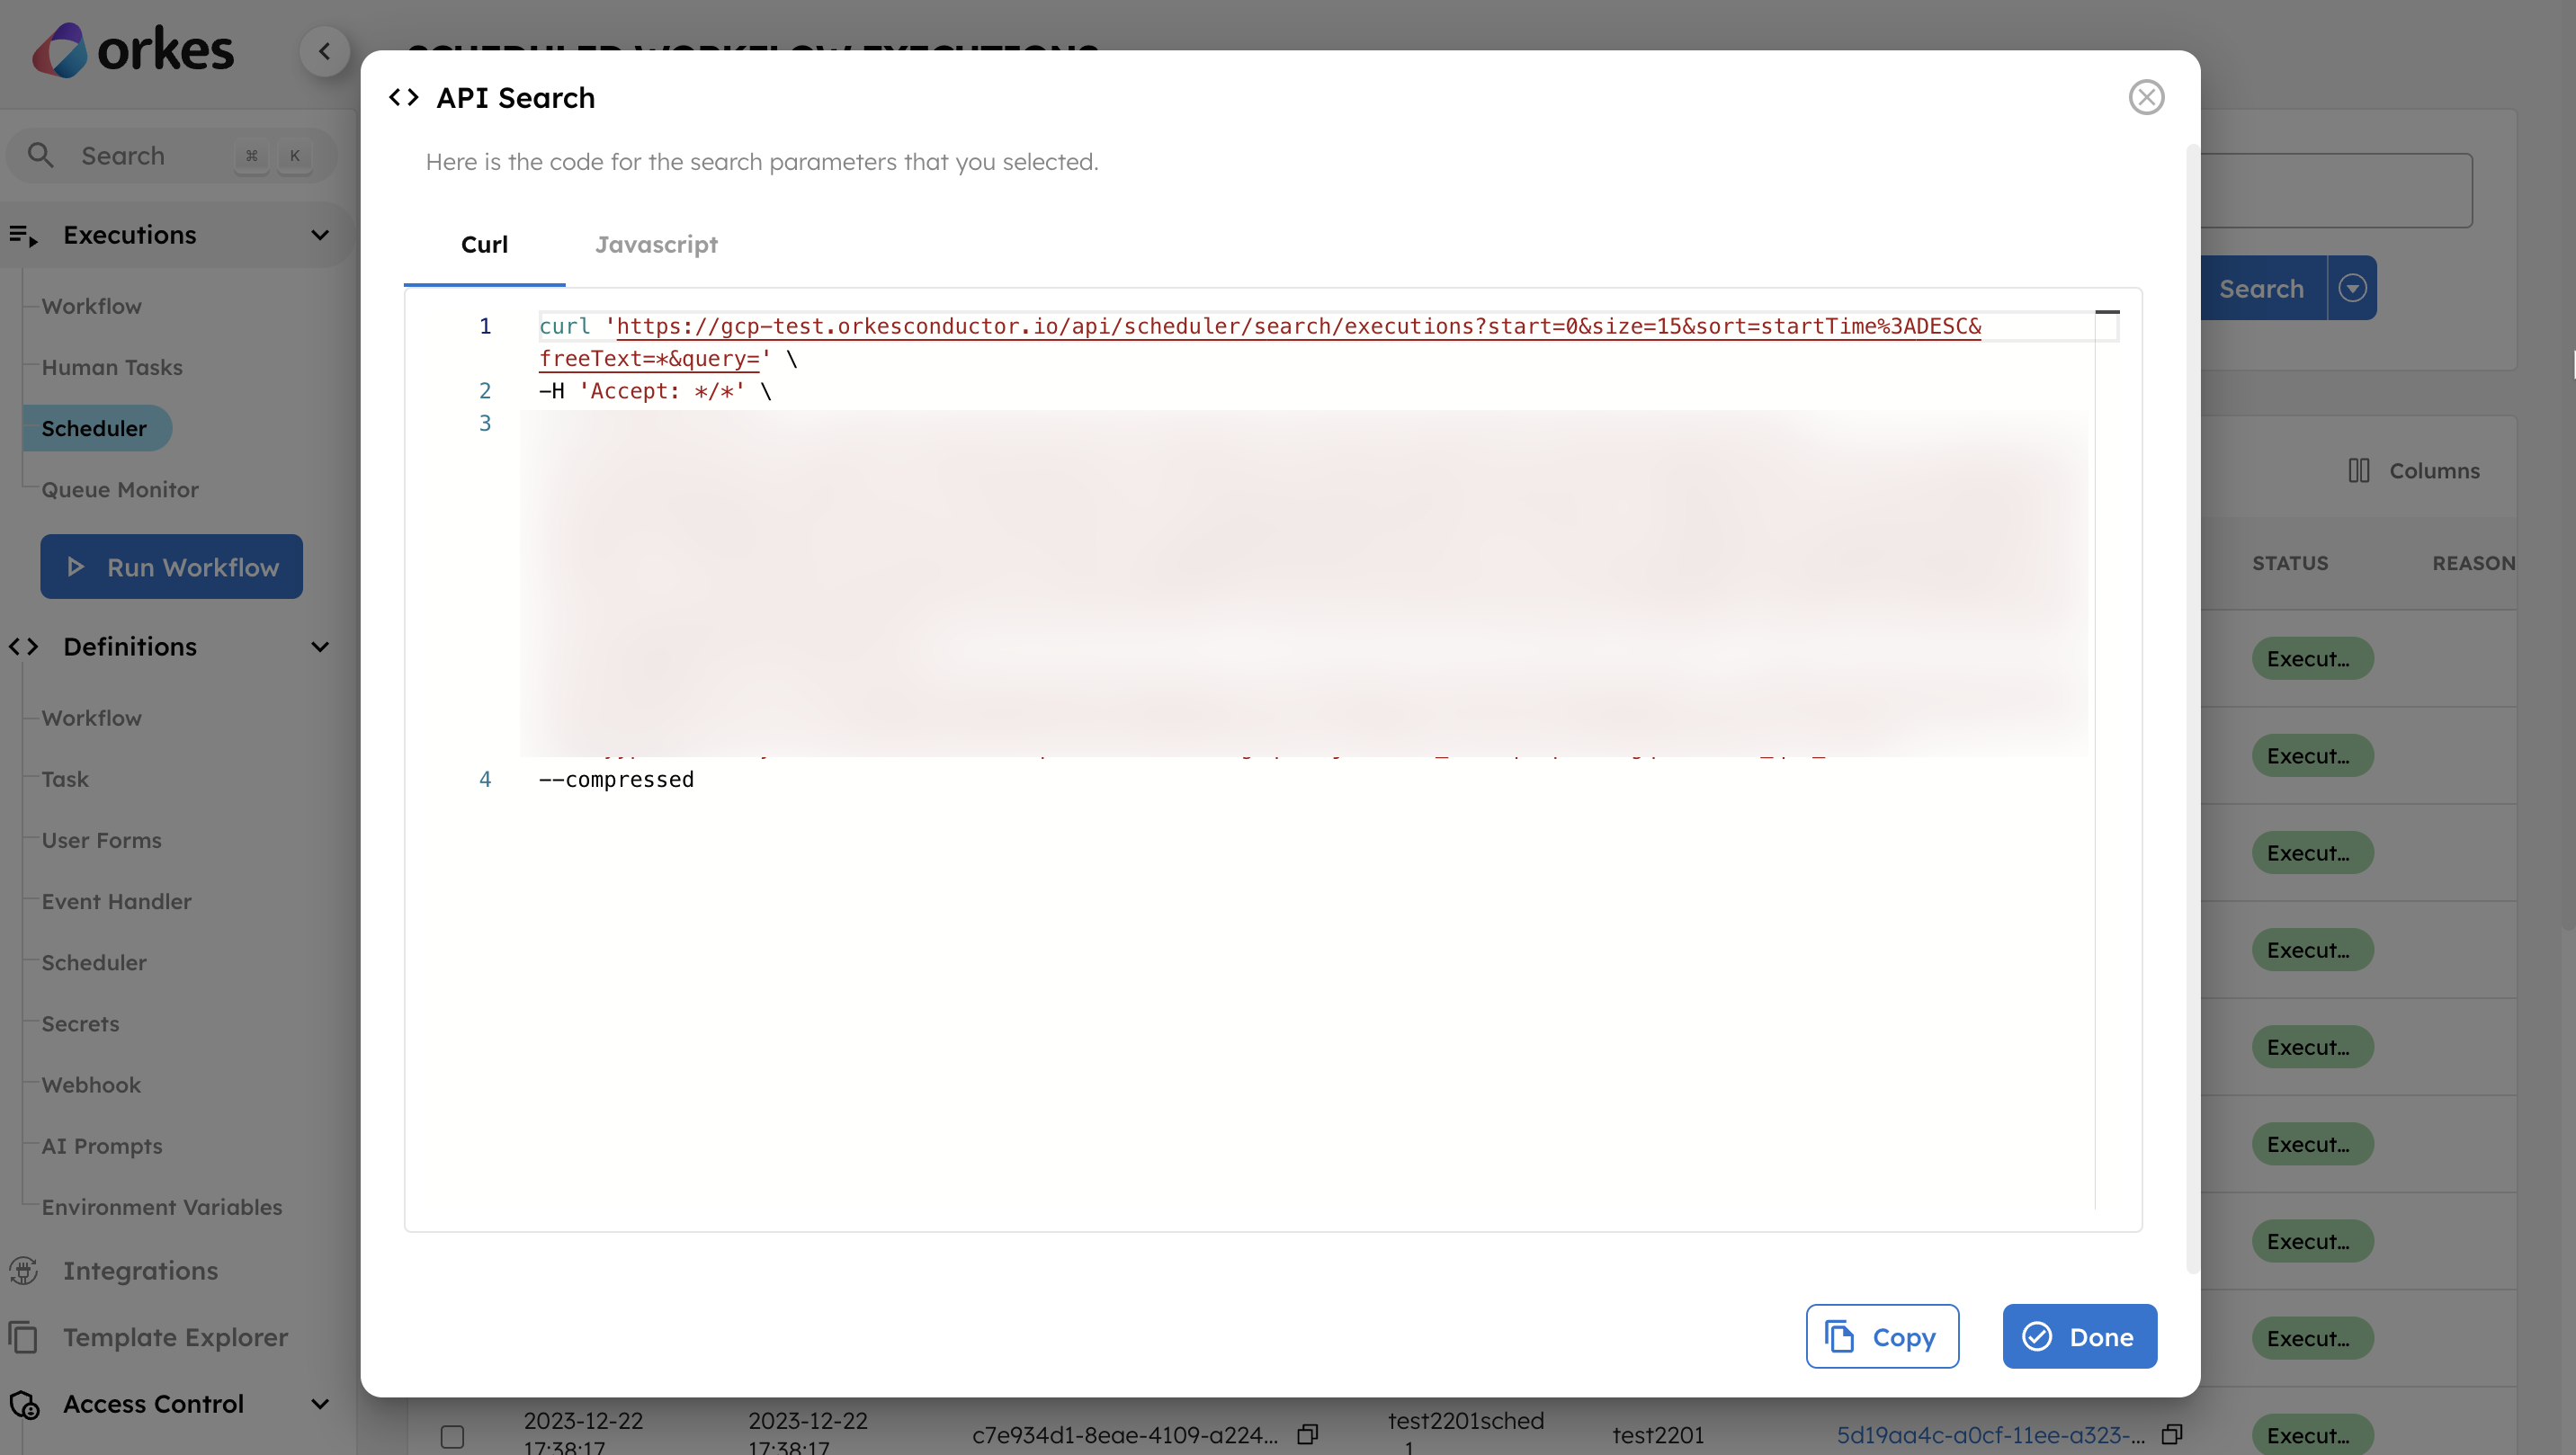 orkes
Search
⌘ K
Executions
Workflow
Human Tasks
Scheduler
Queue Monitor
Run Workflow
Definitions
Workflow
Task
User Forms
Event Handler
Scheduler
Secrets
Webhook
AI Prompts
Environment Variables
Integrations
Template Explorer
Access Control
SCHEDULED WORKFLOW EXECUTIONS
API Search
Here is the code for the search parameters that you selected.
Curl
Javascript
1 curl 'https://gcp-test.orkesconductor.io/api/scheduler/search/executions?start=0&size=15&sort=startTime%3ADESC&
freeText=*&query=' \
2 -H 'Accept: */*' \
3
4 --compressed
Copy
Done
Search
Columns
STATUS
REASON
Execut...
Execut...
Execut...
Execut...
Execut...
Execut...
Execut...
Execut...
2023-12-22
17:38:17
2023-12-22
17:38:17
c7e934d1-8eae-4109-a224...
test2201sched
1
test2201
5d19aa4c-a0cf-11ee-a323-...
Execut...